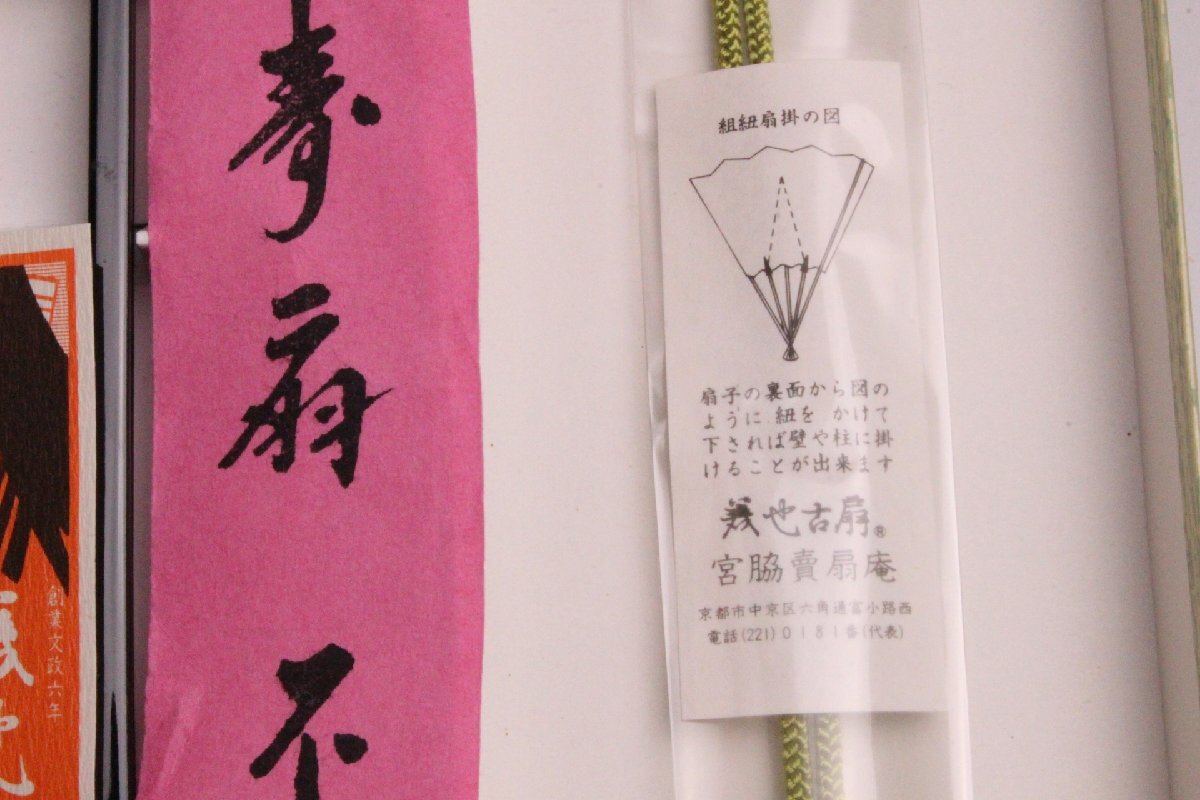 寿
扇
不
組紐扇掛の図
扇子の裏面から図の
ように紐をかけて
下されば壁や柱に掛
けることが出来ます
美也古扇®
宮脇賣扇庵
京都市中京区六角通富小路西
電話(221)0181番(代表)
創業文政六年